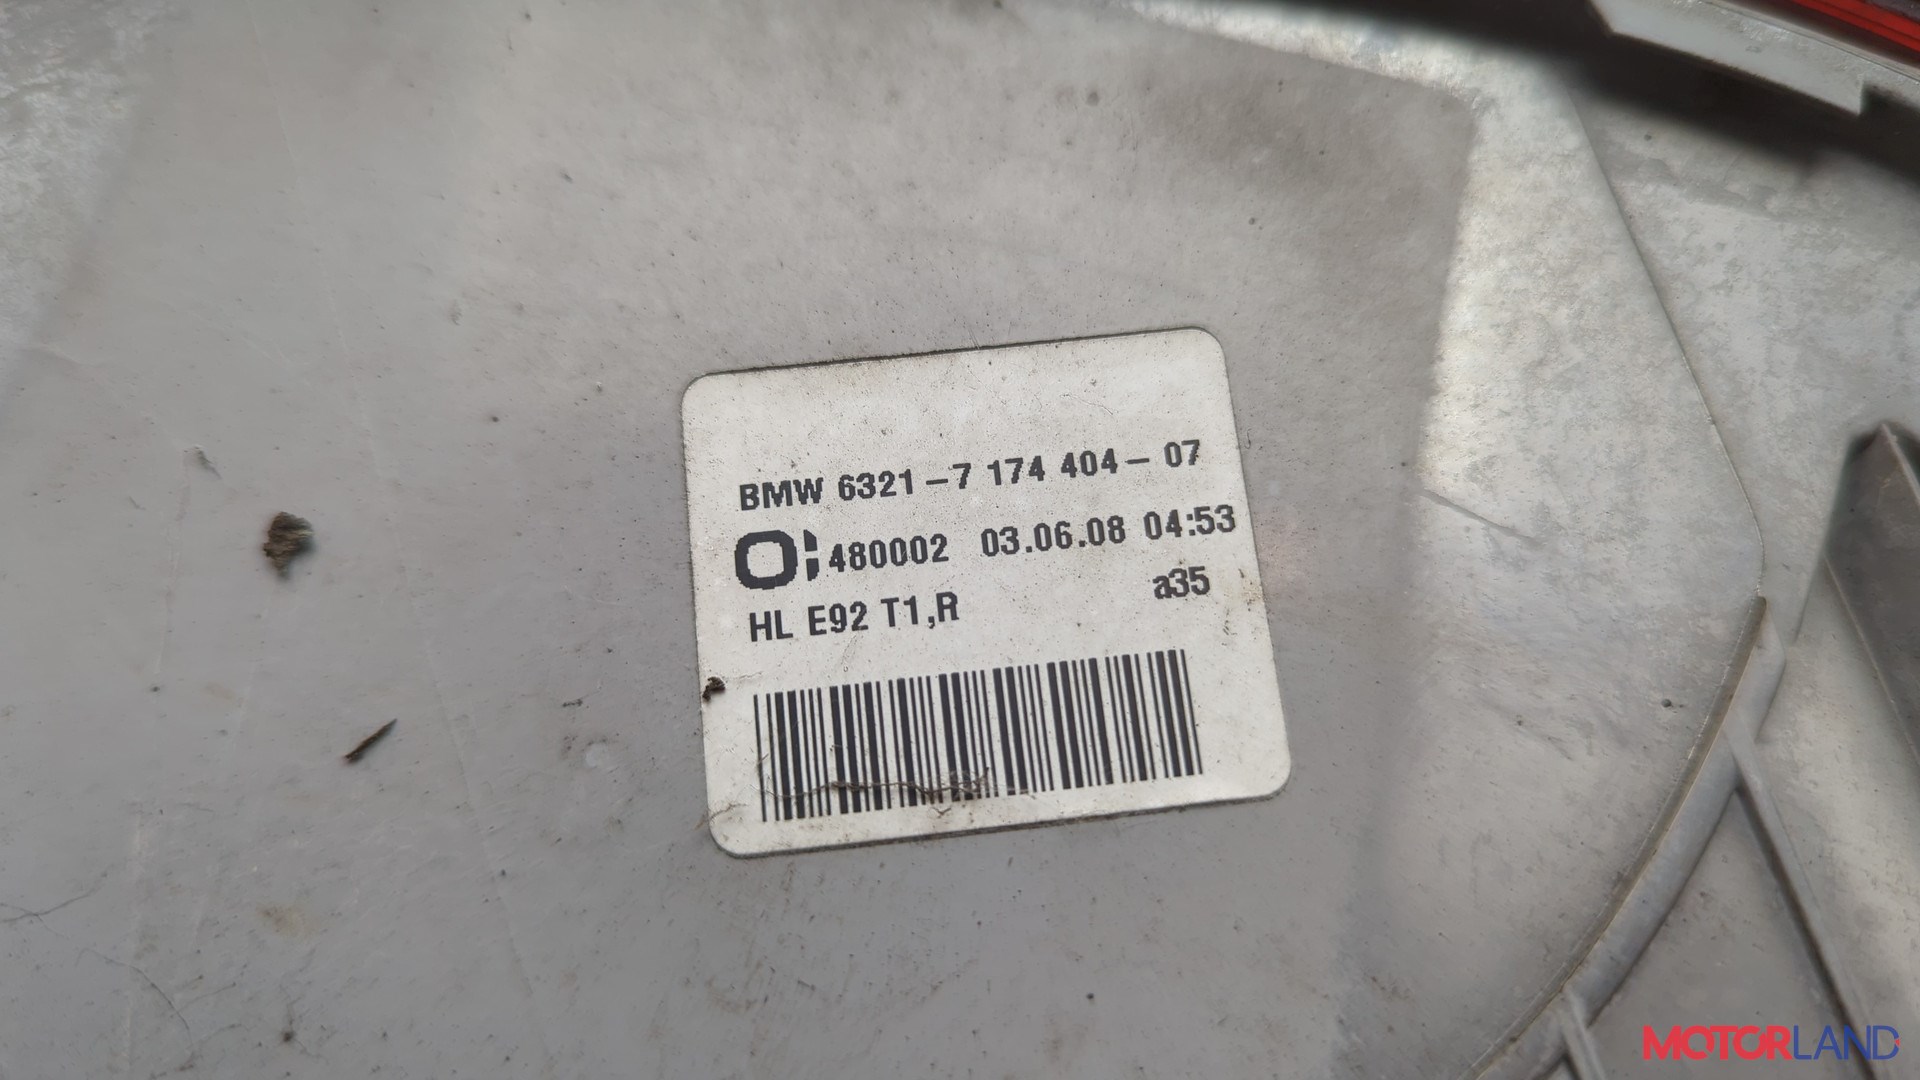 BMW 6321-7 174 404-07
480002 03.06.08 04:53
HL E92 T1,R a35
MOTORLAND